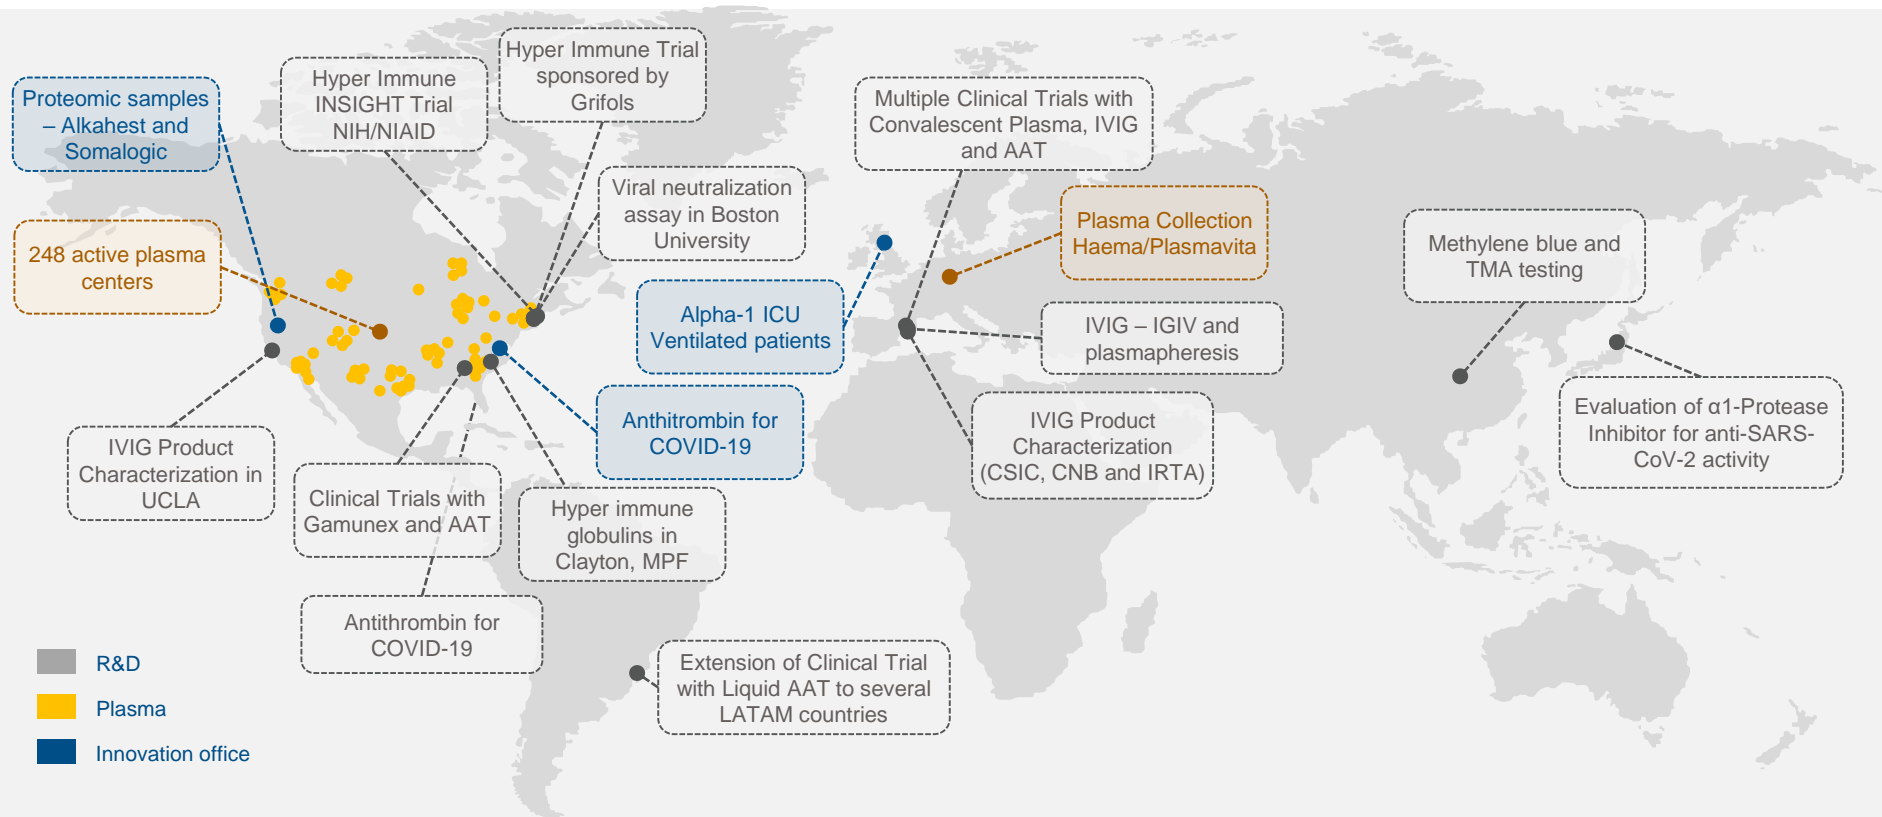 Proteomic samples
– Alkahest and
Somalogic
Hyper Immune
INSIGHT Trial
NIH/NIAID
Hyper Immune Trial
sponsored by
Grifols
Viral neutralization
assay in Boston
University
Multiple Clinical Trials with
Convalescent Plasma, IVIG
and AAT
Plasma Collection
Haema/Plasmavita
Methylene blue and
TMA testing
248 active plasma
centers
Alpha-1 ICU
Ventilated patients
IVIG – IGIV and
plasmapheresis
Anthitrombin for
COVID-19
IVIG Product
Characterization
(CSIC, CNB and IRTA)
Evaluation of α1-Protease
Inhibitor for anti-SARS-
CoV-2 activity
IVIG Product
Characterization in
UCLA
Clinical Trials with
Gamunex and AAT
Hyper immune
globulins in
Clayton, MPF
Antithrombin for
COVID-19
Extension of Clinical Trial
with Liquid AAT to several
LATAM countries
R&D
Plasma
Innovation office